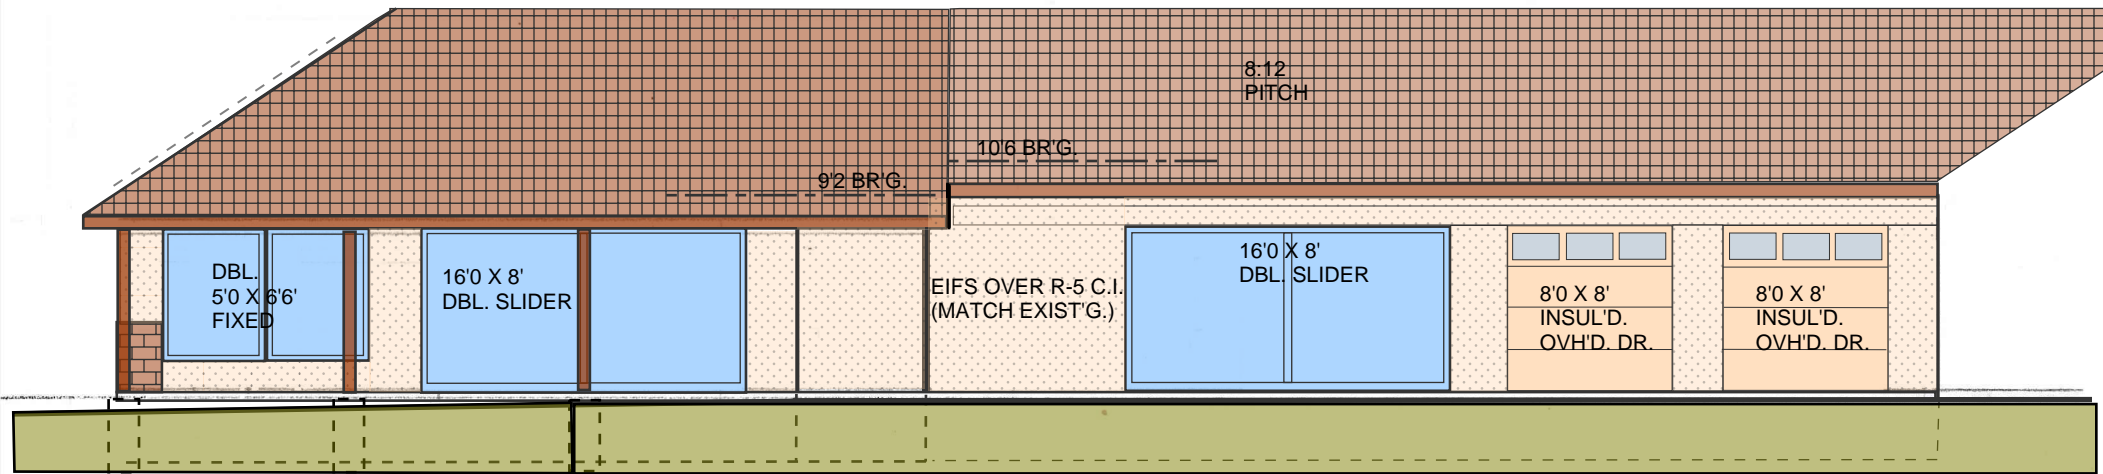 8:12
PITCH
10'6 BR'G.
9'2 BR'G.
DBL.
5'0 X 6'6'
FIXED
16'0 X 8'
DBL. SLIDER
EIFS OVER R-5 C.I.
(MATCH EXIST'G.)
16'0 X 8'
DBL. SLIDER
8'0 X 8'
INSUL'D.
OVH'D. DR.
8'0 X 8'
INSUL'D.
OVH'D. DR.